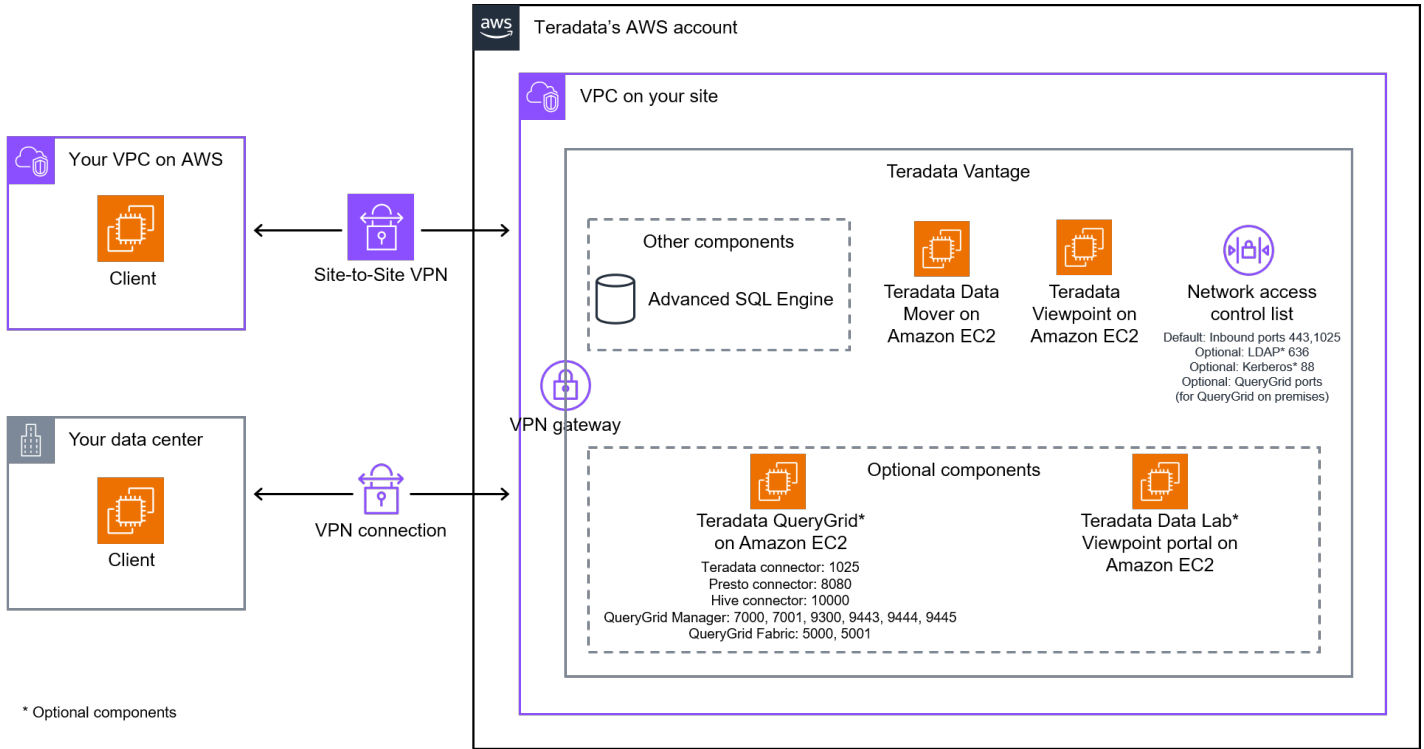 aws
Teradata's AWS account
VPC on your site
Your VPC on AWS
Client
Site-to-Site VPN
Your data center
Client
VPN connection
VPN gateway
Teradata Vantage
Other components
Advanced SQL Engine
Teradata Data
Mover on
Amazon EC2
Teradata
Viewpoint on
Amazon EC2
Network access
control list
Default: Inbound ports 443,1025
Optional: LDAP* 636
Optional: Kerberos* 88
Optional: QueryGrid ports
(for QueryGrid on premises)
Optional components
Teradata QueryGrid*
on Amazon EC2
Teradata connector: 1025
Presto connector: 8080
Hive connector: 10000
QueryGrid Manager: 7000, 7001, 9300, 9443, 9444, 9445
QueryGrid Fabric: 5000, 5001
Teradata Data Lab*
Viewpoint portal on
Amazon EC2
* Optional components